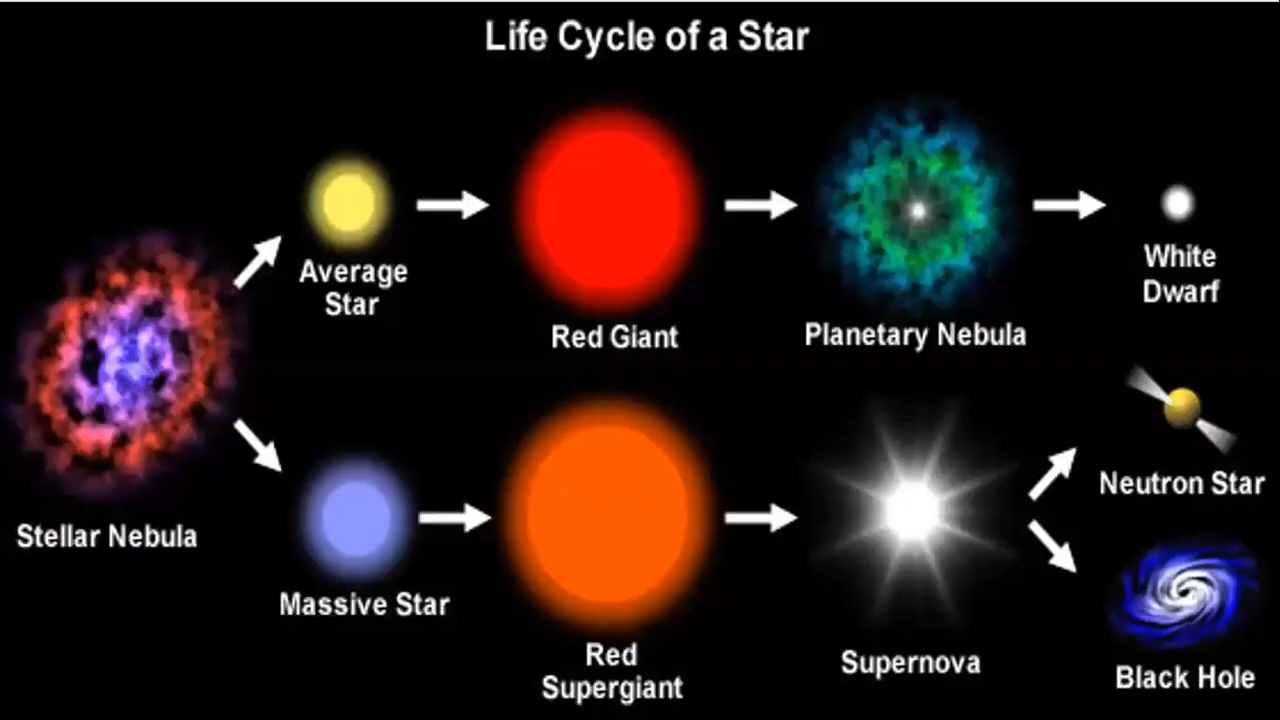 Life Cycle of a Star
Average
Star
Red Giant
Planetary Nebula
White
Dwarf
Stellar Nebula
Massive Star
Red
Supergiant
Supernova
Neutron Star
Black Hole